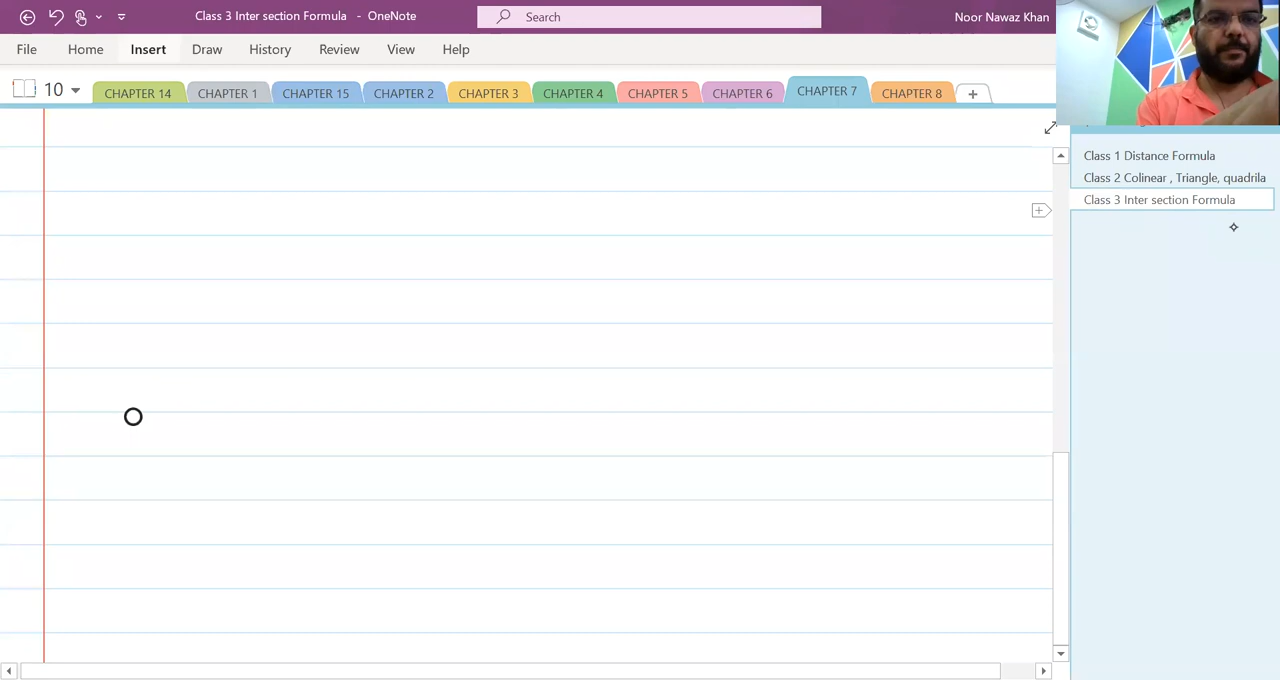 Class 3 Inter section Formula - OneNote
Search
Noor Nawaz Khan
File Home Insert Draw History Review View Help
10 CHAPTER 14 CHAPTER 1 CHAPTER 15 CHAPTER 2 CHAPTER 3 CHAPTER 4 CHAPTER 5 CHAPTER 6 CHAPTER 7 CHAPTER 8 +
Class 1 Distance Formula
Class 2 Colinear , Triangle, quadrila
Class 3 Inter section Formula